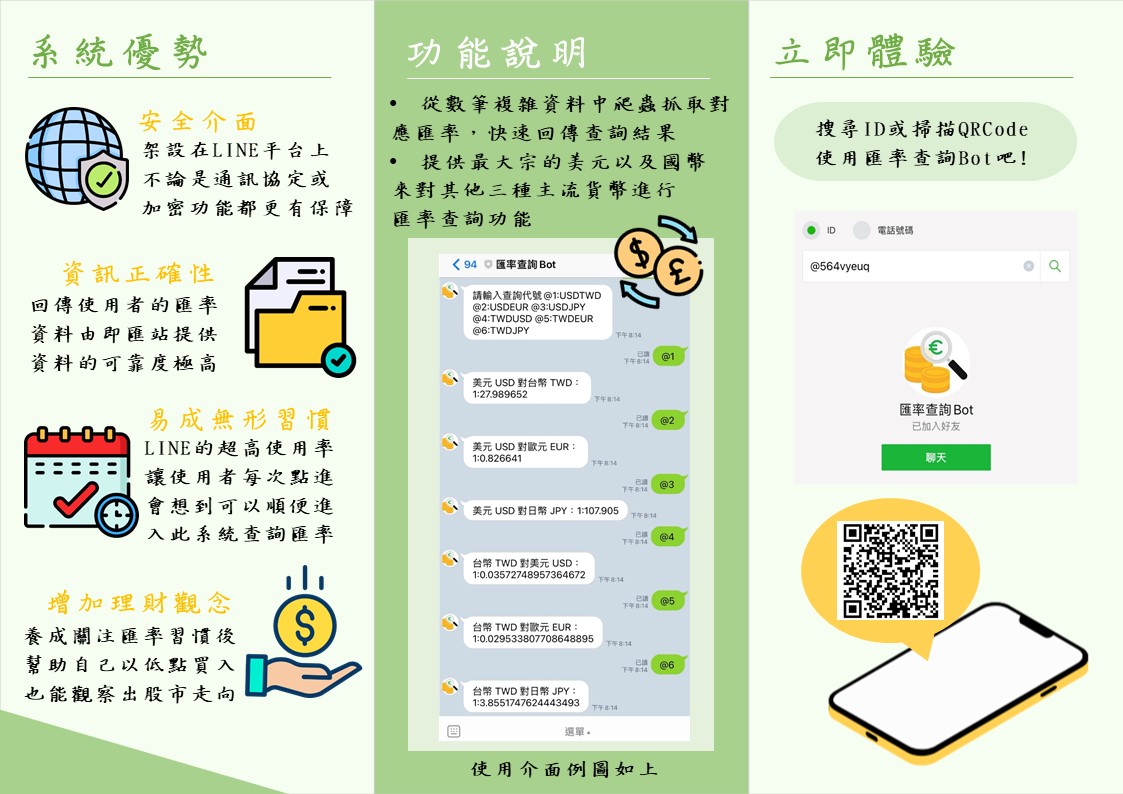 系統優勢
安全介面
架設在LINE平台上
不論是通訊協定或
加密功能都更有保障
資訊正確性
回傳使用者的匯率
資料由即匯站提供
資料的可靠度極高
易成無形習慣
LINE的超高使用率
讓使用者每次點進
會想到可以順便進
入此系統查詢匯率
增加理財觀念
養成關注匯率習慣後
幫助自己以低點買入
也能觀察出股市走向
功能說明
• 從數筆複雜資料中爬蟲抓取對
應匯率，快速回傳查詢結果
• 提供最大宗的美元以及國幣
來對其他三種主流貨幣進行
匯率查詢功能
94 匯率查詢Bot
請輸入查詢代號 @1:USDTWD
@2:USDEUR @3:USDJPY
@4:TWDUSD @5:TWDEUR
@6:TWDJPY
下午 8:14
已讀
下午 8:14
@1
美元 USD 對台幣 TWD：
1:27.989652
下午 8:14
已讀
下午 8:14
@2
美元 USD 對歐元 EUR：
1:0.826641
下午 8:14
已讀
下午 8:14
@3
美元 USD 對日幣 JPY：1:107.905
下午 8:14
已讀
下午 8:14
@4
台幣 TWD 對美元 USD：
1:0.03572748957364672
下午 8:14
已讀
下午 8:14
@5
台幣 TWD 對歐元 EUR：
1:0.029533807708648895
下午 8:14
已讀
下午 8:14
@6
台幣 TWD 對日幣 JPY：
1:3.8551747624443493
下午 8:14
選單
使用介面例圖如上
立即體驗
搜尋ID或掃描QRCode
使用匯率查詢Bot吧!
ID 電話號碼
@564vyeuq
匯率查詢Bot
已加入好友
聊天